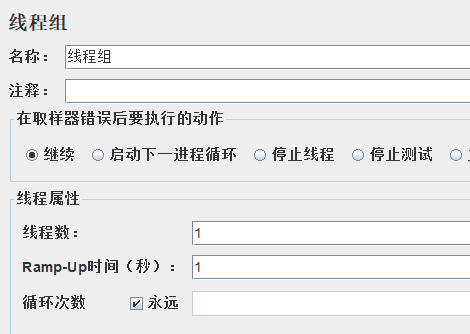 线程组
名称： 线程组
注释：
在取样器错误后要执行的动作
继续 启动下一进程循环 停止线程 停止测试
线程属性
线程数： 1
Ramp-Up时间（秒）： 1
循环次数 永远